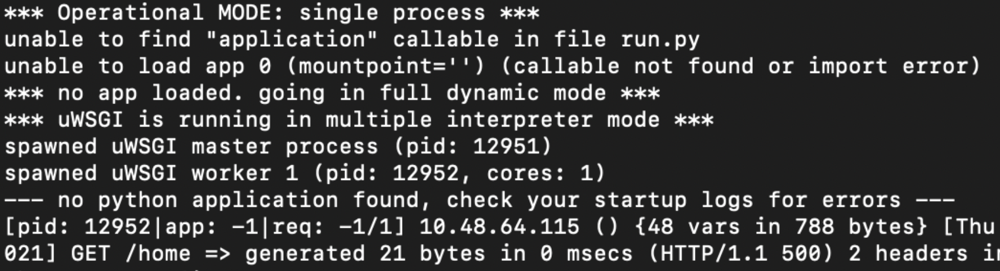 *** Operational MODE: single process ***
unable to find "application" callable in file run.py
unable to load app 0 (mountpoint='') (callable not found or import error)
*** no app loaded. going in full dynamic mode ***
*** uWSGI is running in multiple interpreter mode ***
spawned uWSGI master process (pid: 12951)
spawned uWSGI worker 1 (pid: 12952, cores: 1)
--- no python application found, check your startup logs for errors ---
[pid: 12952|app: -1|req: -1/1] 10.48.64.115 () {48 vars in 788 bytes} [Thu
021] GET /home => generated 21 bytes in 0 msecs (HTTP/1.1 500) 2 headers